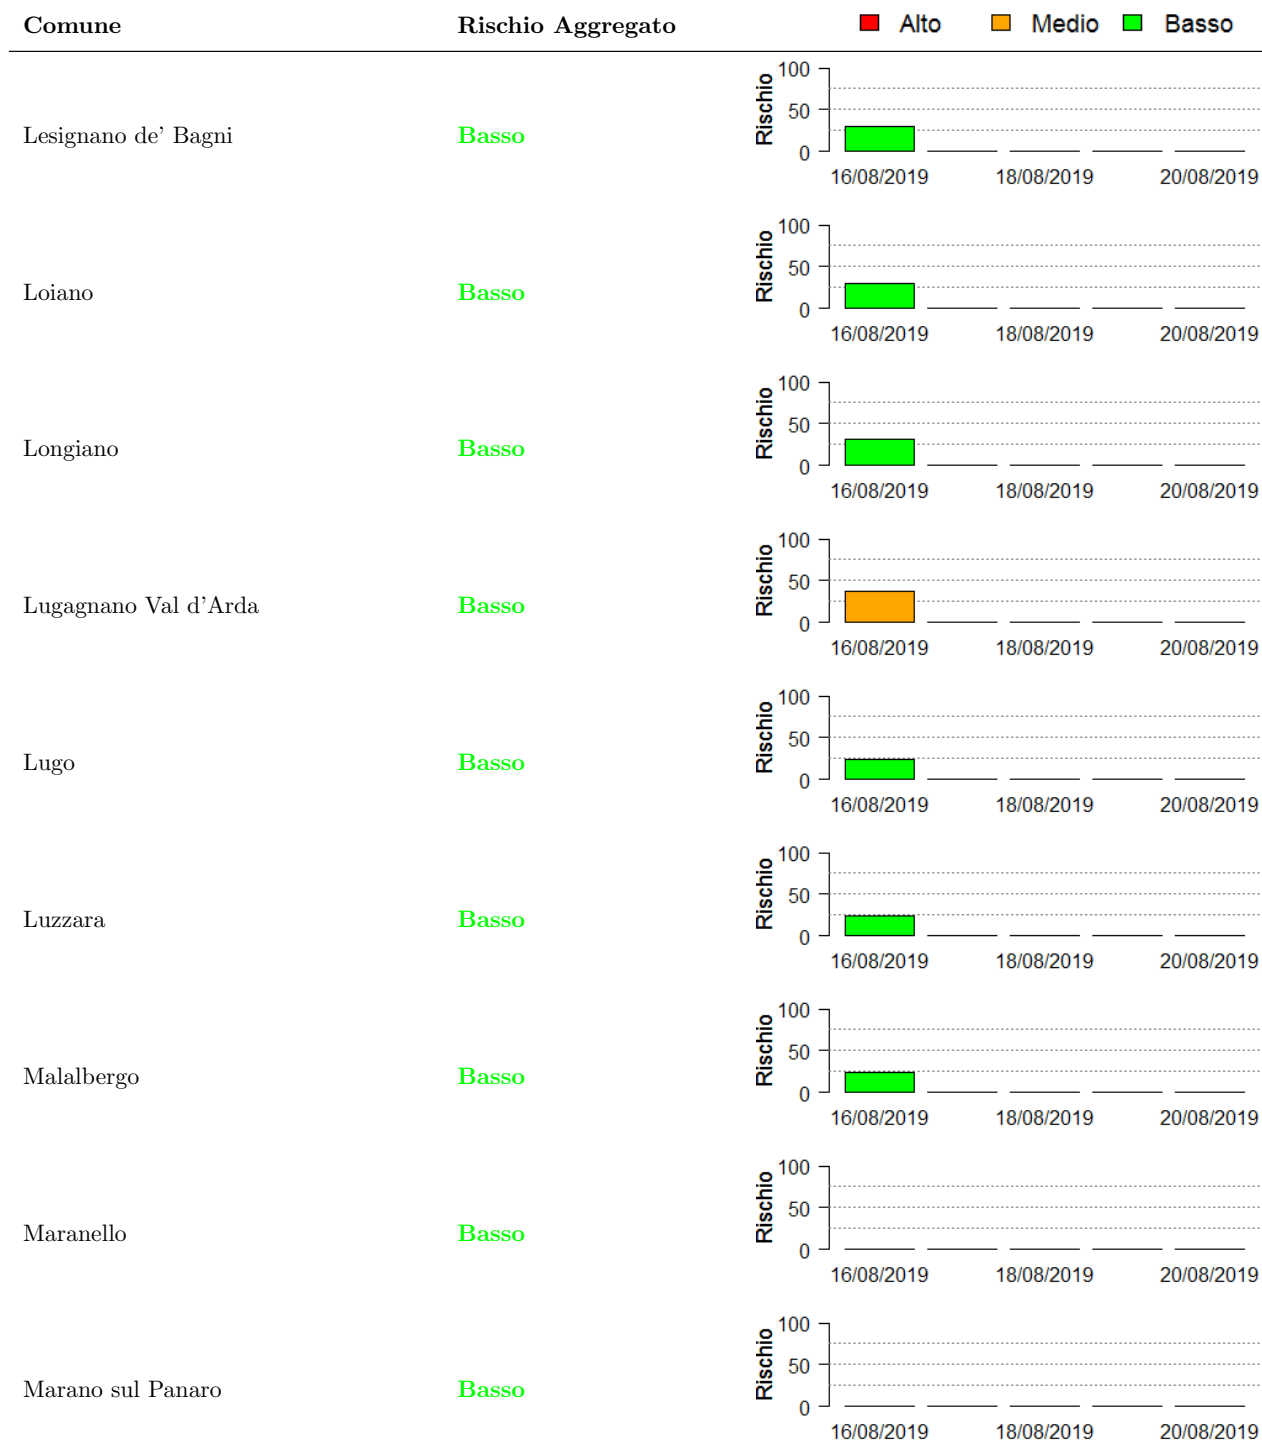 Comune Rischio Aggregato Alto Medio Basso
100
50
0
Rischio
Lesignano de' Bagni Basso
16/08/2019 18/08/2019 20/08/2019
100
50
0
Rischio
Loiano Basso
16/08/2019 18/08/2019 20/08/2019
100
50
0
Rischio
Longiano Basso
16/08/2019 18/08/2019 20/08/2019
100
50
0
Rischio
Lugagnano Val d'Arda Basso
16/08/2019 18/08/2019 20/08/2019
100
50
0
Rischio
Lugo Basso
16/08/2019 18/08/2019 20/08/2019
100
50
0
Rischio
Luzzara Basso
16/08/2019 18/08/2019 20/08/2019
100
50
0
Rischio
Malalbergo Basso
16/08/2019 18/08/2019 20/08/2019
100
50
0
Rischio
Maranello Basso
16/08/2019 18/08/2019 20/08/2019
100
50
0
Rischio
Marano sul Panaro Basso
16/08/2019 18/08/2019 20/08/2019